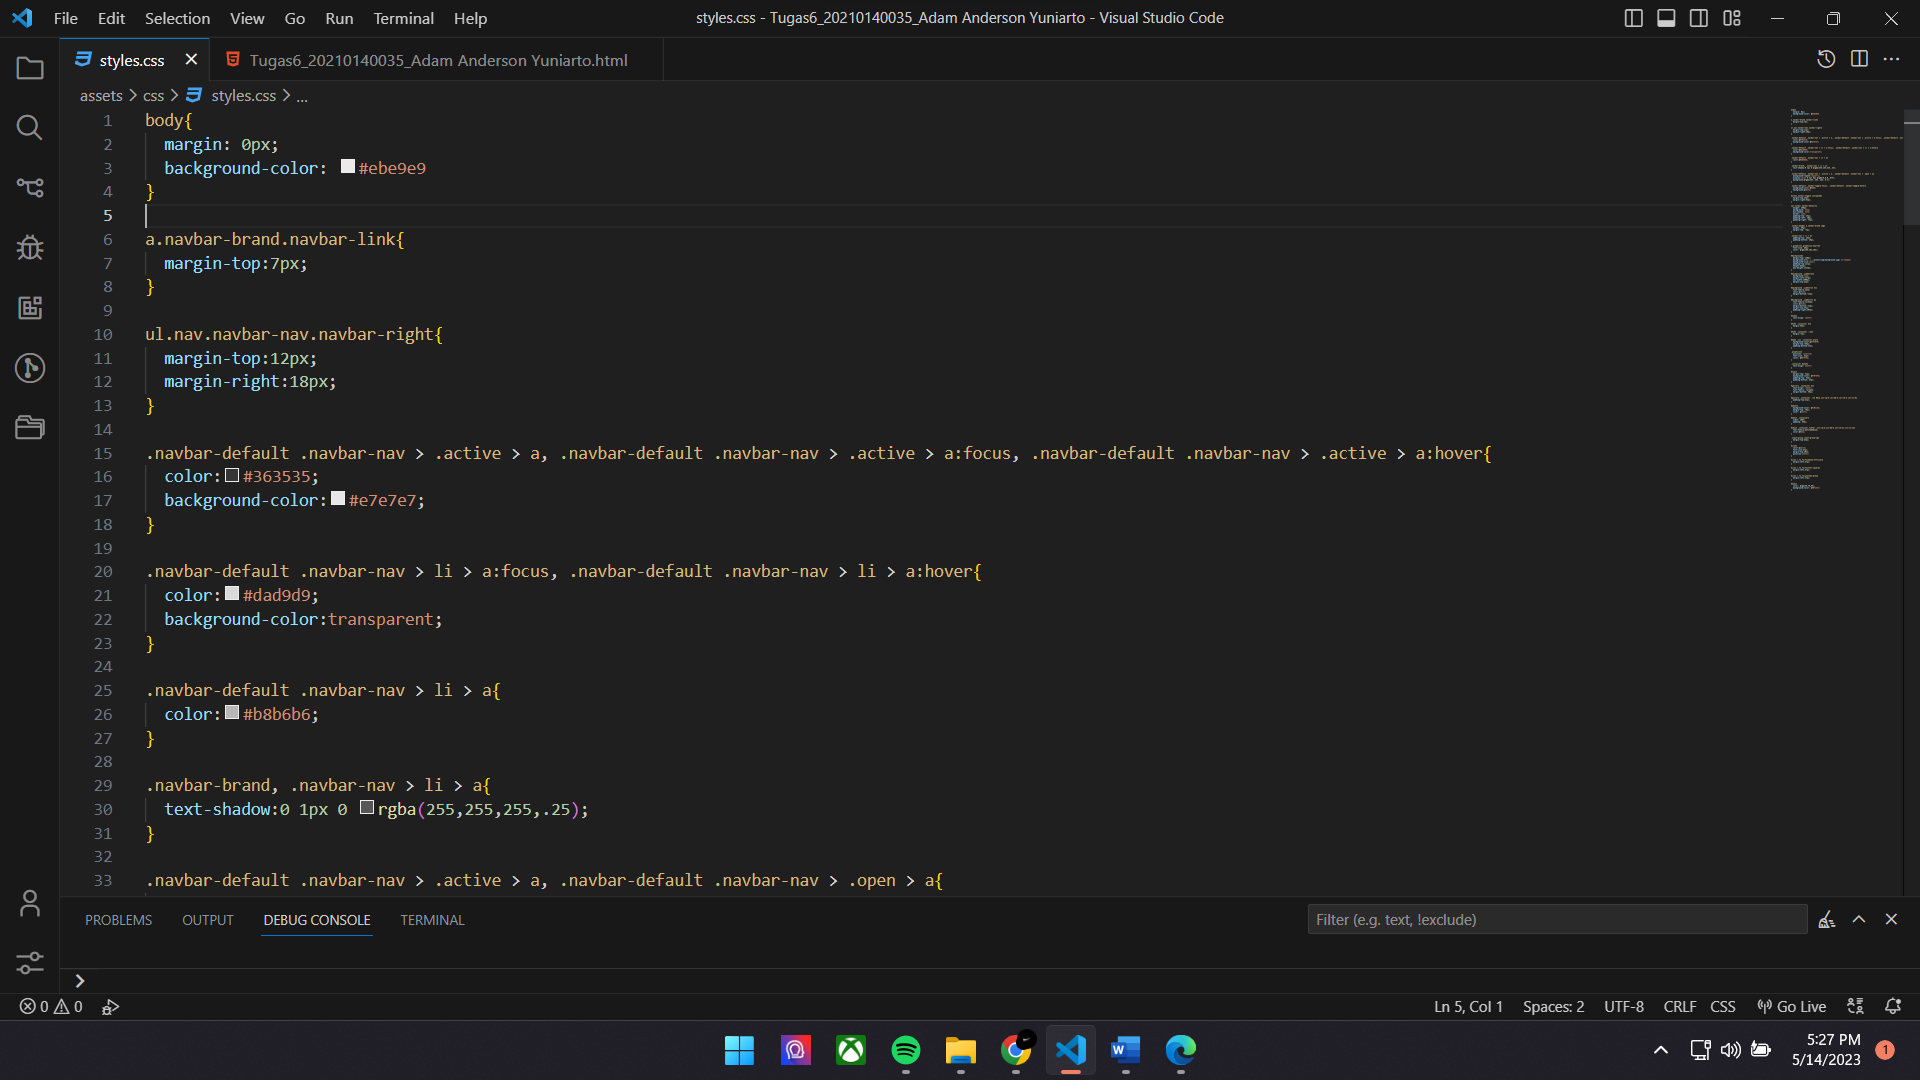 File Edit Selection View Go Run Terminal Help
styles.css - Tugas6_20210140035_Adam Anderson Yuniarto - Visual Studio Code
styles.css
Tugas6_20210140035_Adam Anderson Yuniarto.html
assets > css > styles.css > ...
1 body{
2 margin: 0px;
3 background-color: #ebe9e9
4 }
5
6 a.navbar-brand.navbar-link{
7 margin-top:7px;
8 }
9
10 ul.nav.navbar-nav.navbar-right{
11 margin-top:12px;
12 margin-right:18px;
13 }
14
15 .navbar-default .navbar-nav > .active > a, .navbar-default .navbar-nav > .active > a:focus, .navbar-default .navbar-nav > .active > a:hover{
16 color:#363535;
17 background-color:#e7e7e7;
18 }
19
20 .navbar-default .navbar-nav > li > a:focus, .navbar-default .navbar-nav > li > a:hover{
21 color:#dad9d9;
22 background-color:transparent;
23 }
24
25 .navbar-default .navbar-nav > li > a{
26 color:#b8b6b6;
27 }
28
29 .navbar-brand, .navbar-nav > li > a{
30 text-shadow:0 1px 0 rgba(255,255,255,.25);
31 }
32
33 .navbar-default .navbar-nav > .active > a, .navbar-default .navbar-nav > .open > a{
PROBLEMS OUTPUT DEBUG CONSOLE TERMINAL
Filter (e.g. text, !exclude)
0 0
Ln 5, Col 1 Spaces: 2 UTF-8 CRLF CSS Go Live
5:27 PM
5/14/2023
1